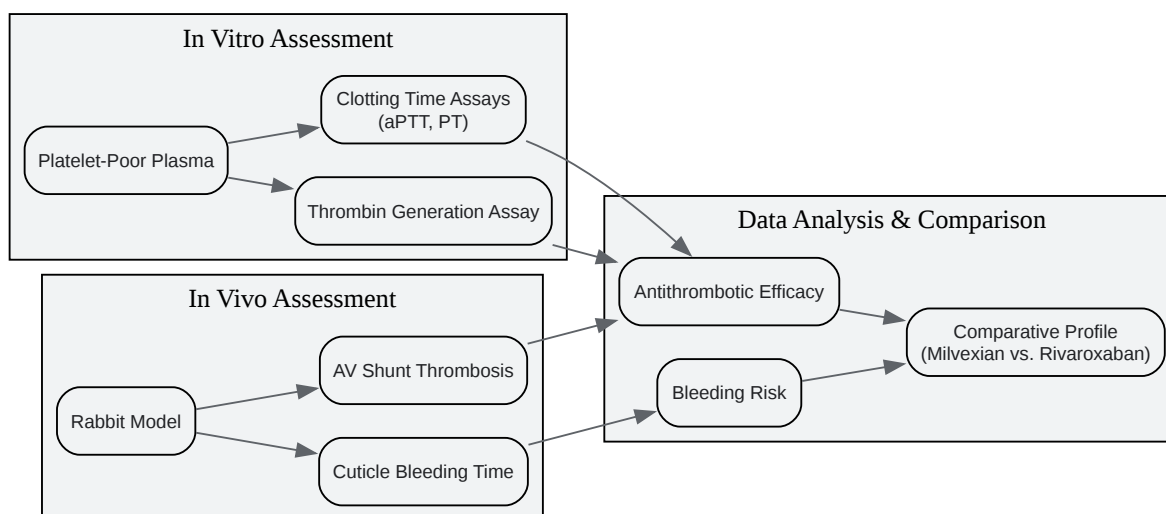 In Vitro Assessment
Clotting Time Assays
(aPTT, PT)
Platelet-Poor Plasma
Thrombin Generation Assay
In Vivo Assessment
AV Shunt Thrombosis
Rabbit Model
Cuticle Bleeding Time
Data Analysis & Comparison
Antithrombotic Efficacy
Comparative Profile
(Milvexian vs. Rivaroxaban)
Bleeding Risk